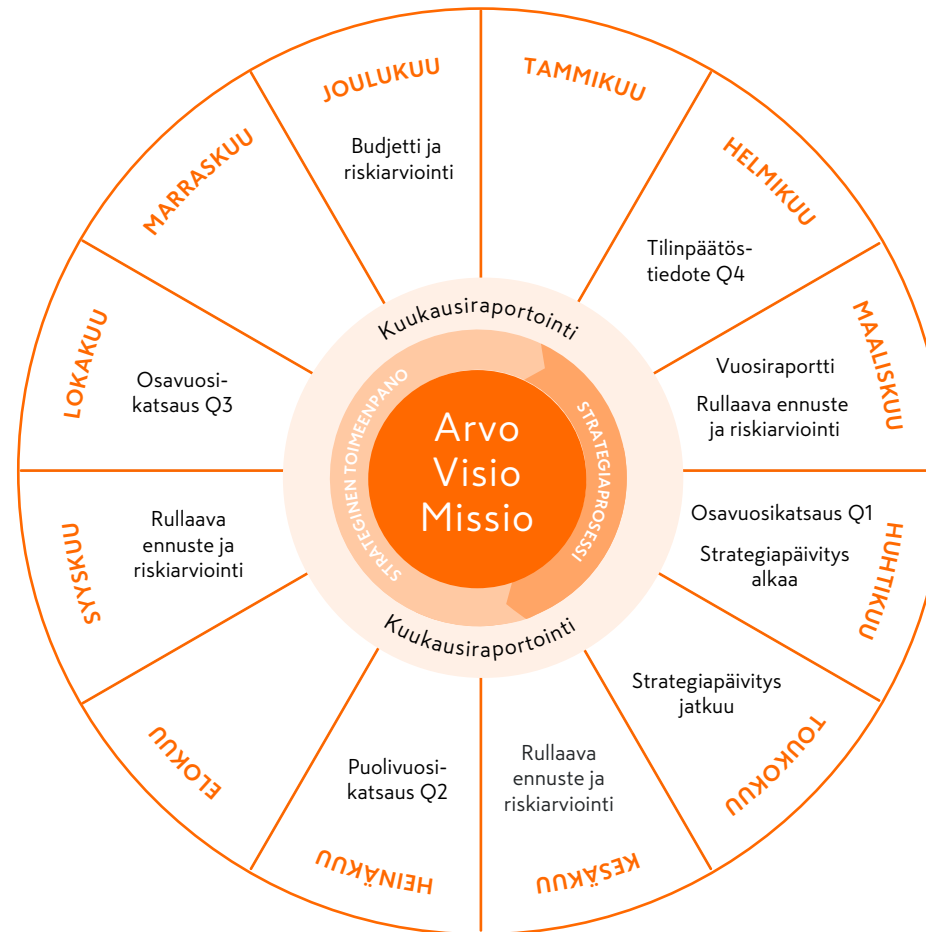 TAMMIKUU
HELMIKUU
Tilinpäätös-
tiedote Q4
MAALISKUU
Vuosiraportti
Rullaava ennuste
ja riskiarviointi
HUHTIKUU
Osavuosikatsaus Q1
Strategiapäivitys
alkaa
TOUKOKUU
Strategiapäivitys
jatkuu
KESÄKUU
Rullaava
ennuste ja
riskiarviointi
HEINÄKUU
Puolivuosi-
katsaus Q2
ELOKUU
SYYSKUU
Rullaava
ennuste ja
riskiarviointi
LOKAKUU
Osavuosi-
katsaus Q3
MARRASKUU
JOULUKUU
Budjetti ja
riskiarviointi
Kuukausiraportointi
STRATEGIAPROSESSI
STRATEGINEN TOIMEENPANO
Arvo
Visio
Missio
Kuukausiraportointi